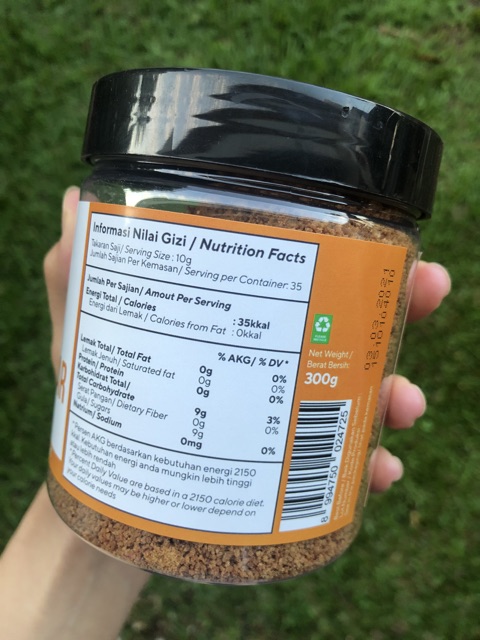 Informasi Nilai Gizi / Nutrition Facts
Takaran Saji/ Serving Size : 10g
Jumlah Sajian Per Kemasan/ Serving per Container: 35
Jumlah Per Sajian/ Amout Per Serving
Energi Total / Calories : 35kkal
Energi dari Lemak / Calories from Fat : 0kkal
% AKG/ % DV*
Lemak Total/ Total Fat 0g 0%
Lemak Jenuh/ Saturated fat 0g 0%
Protein/ Protein 0g 0%
Karbohidrat Total/
Total Carbohydrate 9g 3%
Serat Pangan/ Dietary Fiber 0g 0%
Gula/ Sugars 9g
Natrium/ Sodium 0mg 0%
*Persen AKG berdasarkan kebutuhan energi 2150
kkal. Kebutuhan energi anda mungkin lebih tinggi
atau lebih rendah
*Percent Daily Value are based in a 2150 calorie diet.
Your daily values may be higher or lower depend on
your calorie needs
Net Weight/
Berat Bersih:
300g
8 994750 024725